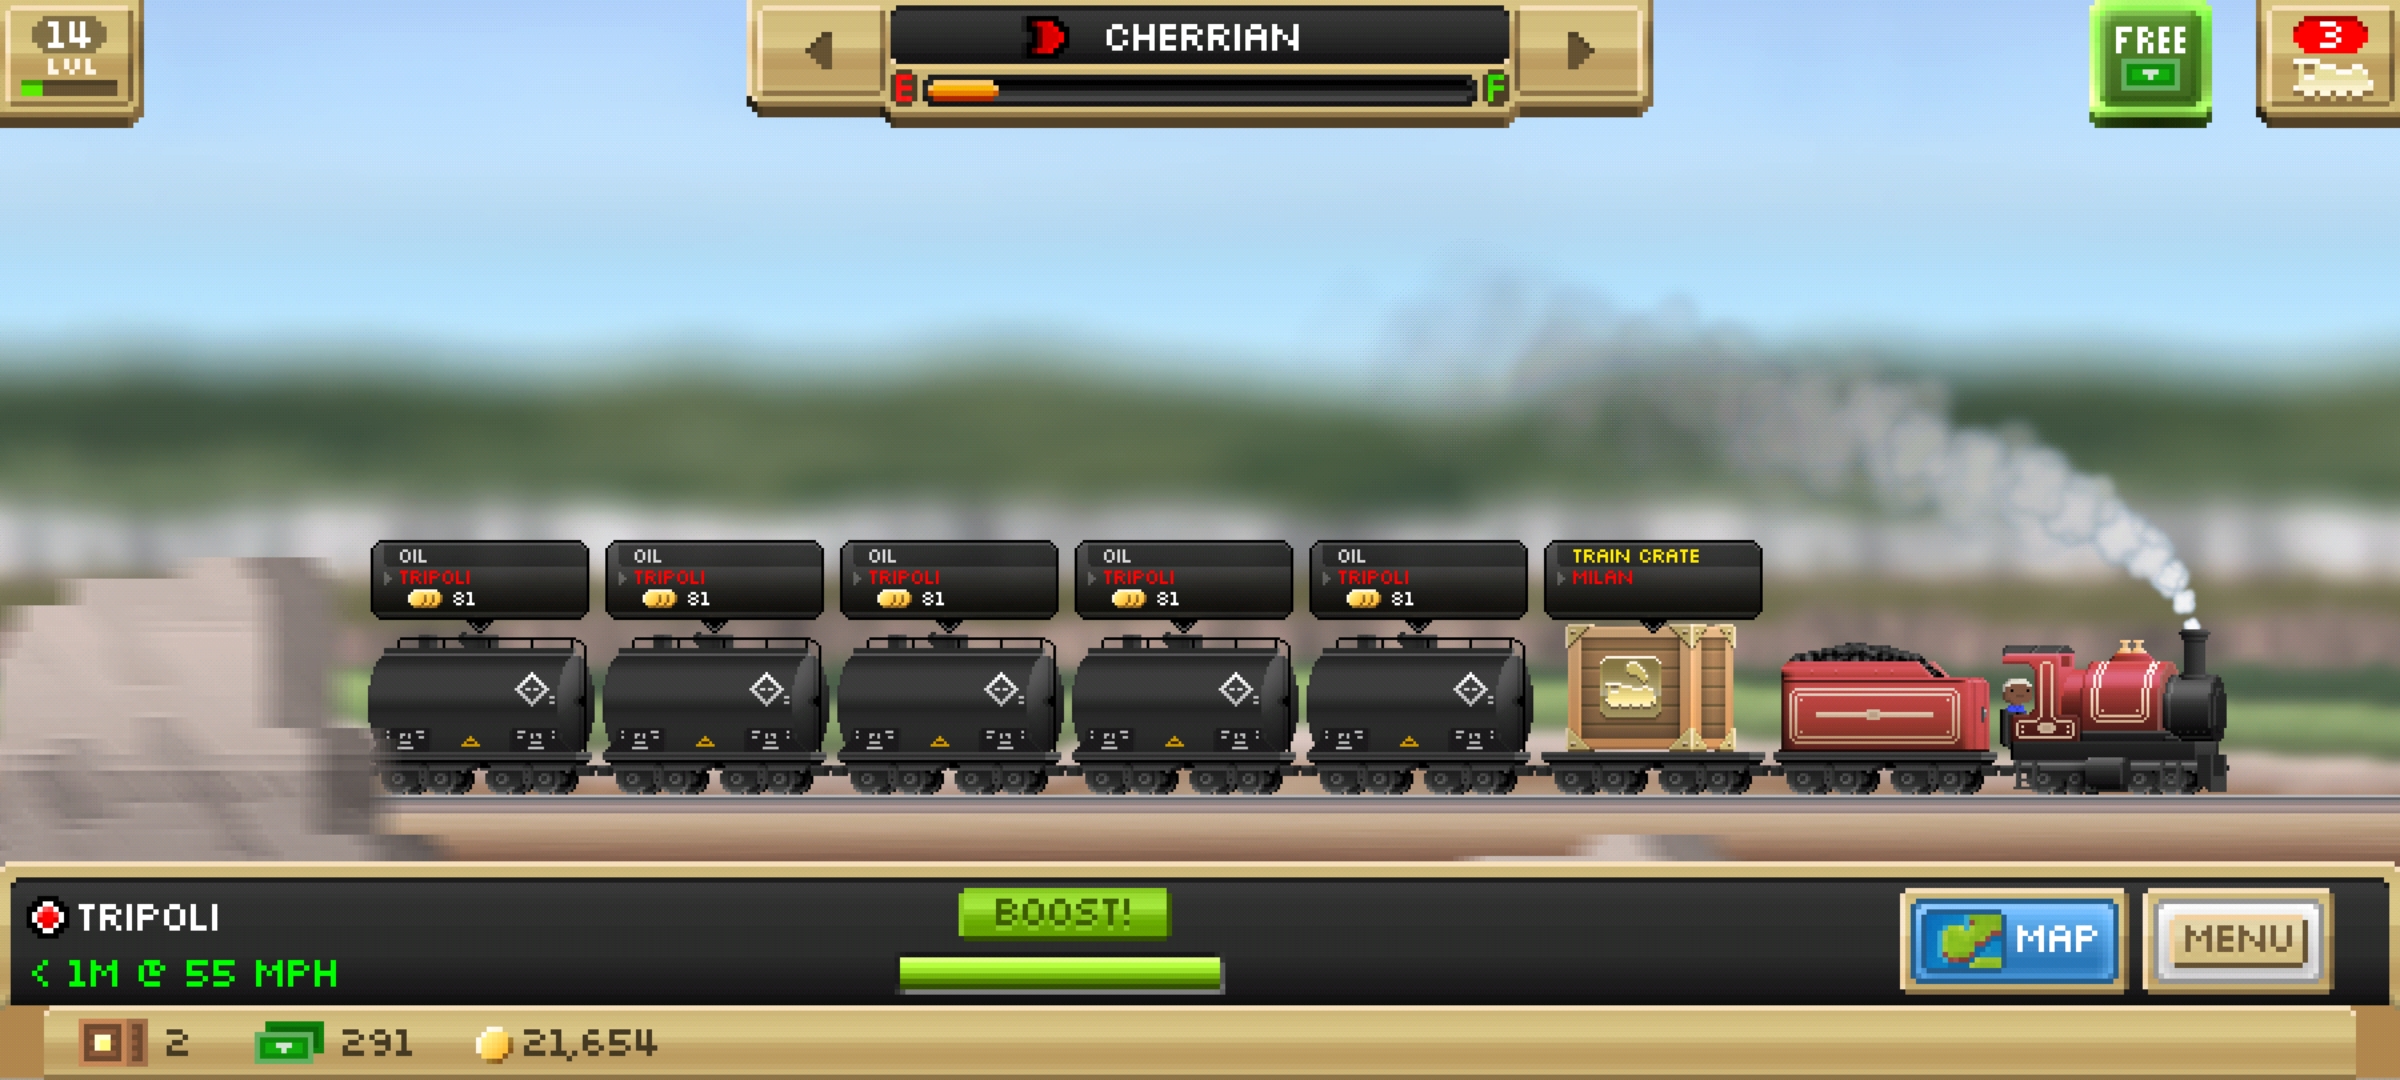 14
LVL
CHERRIAN
E F
FREE
3
OIL
TRIPOLI
81
OIL
TRIPOLI
81
OIL
TRIPOLI
81
OIL
TRIPOLI
81
OIL
TRIPOLI
81
TRAIN CRATE
MILAN
TRIPOLI
< 1M @ 55 MPH
BOOST!
MAP
MENU
2
291
21,654